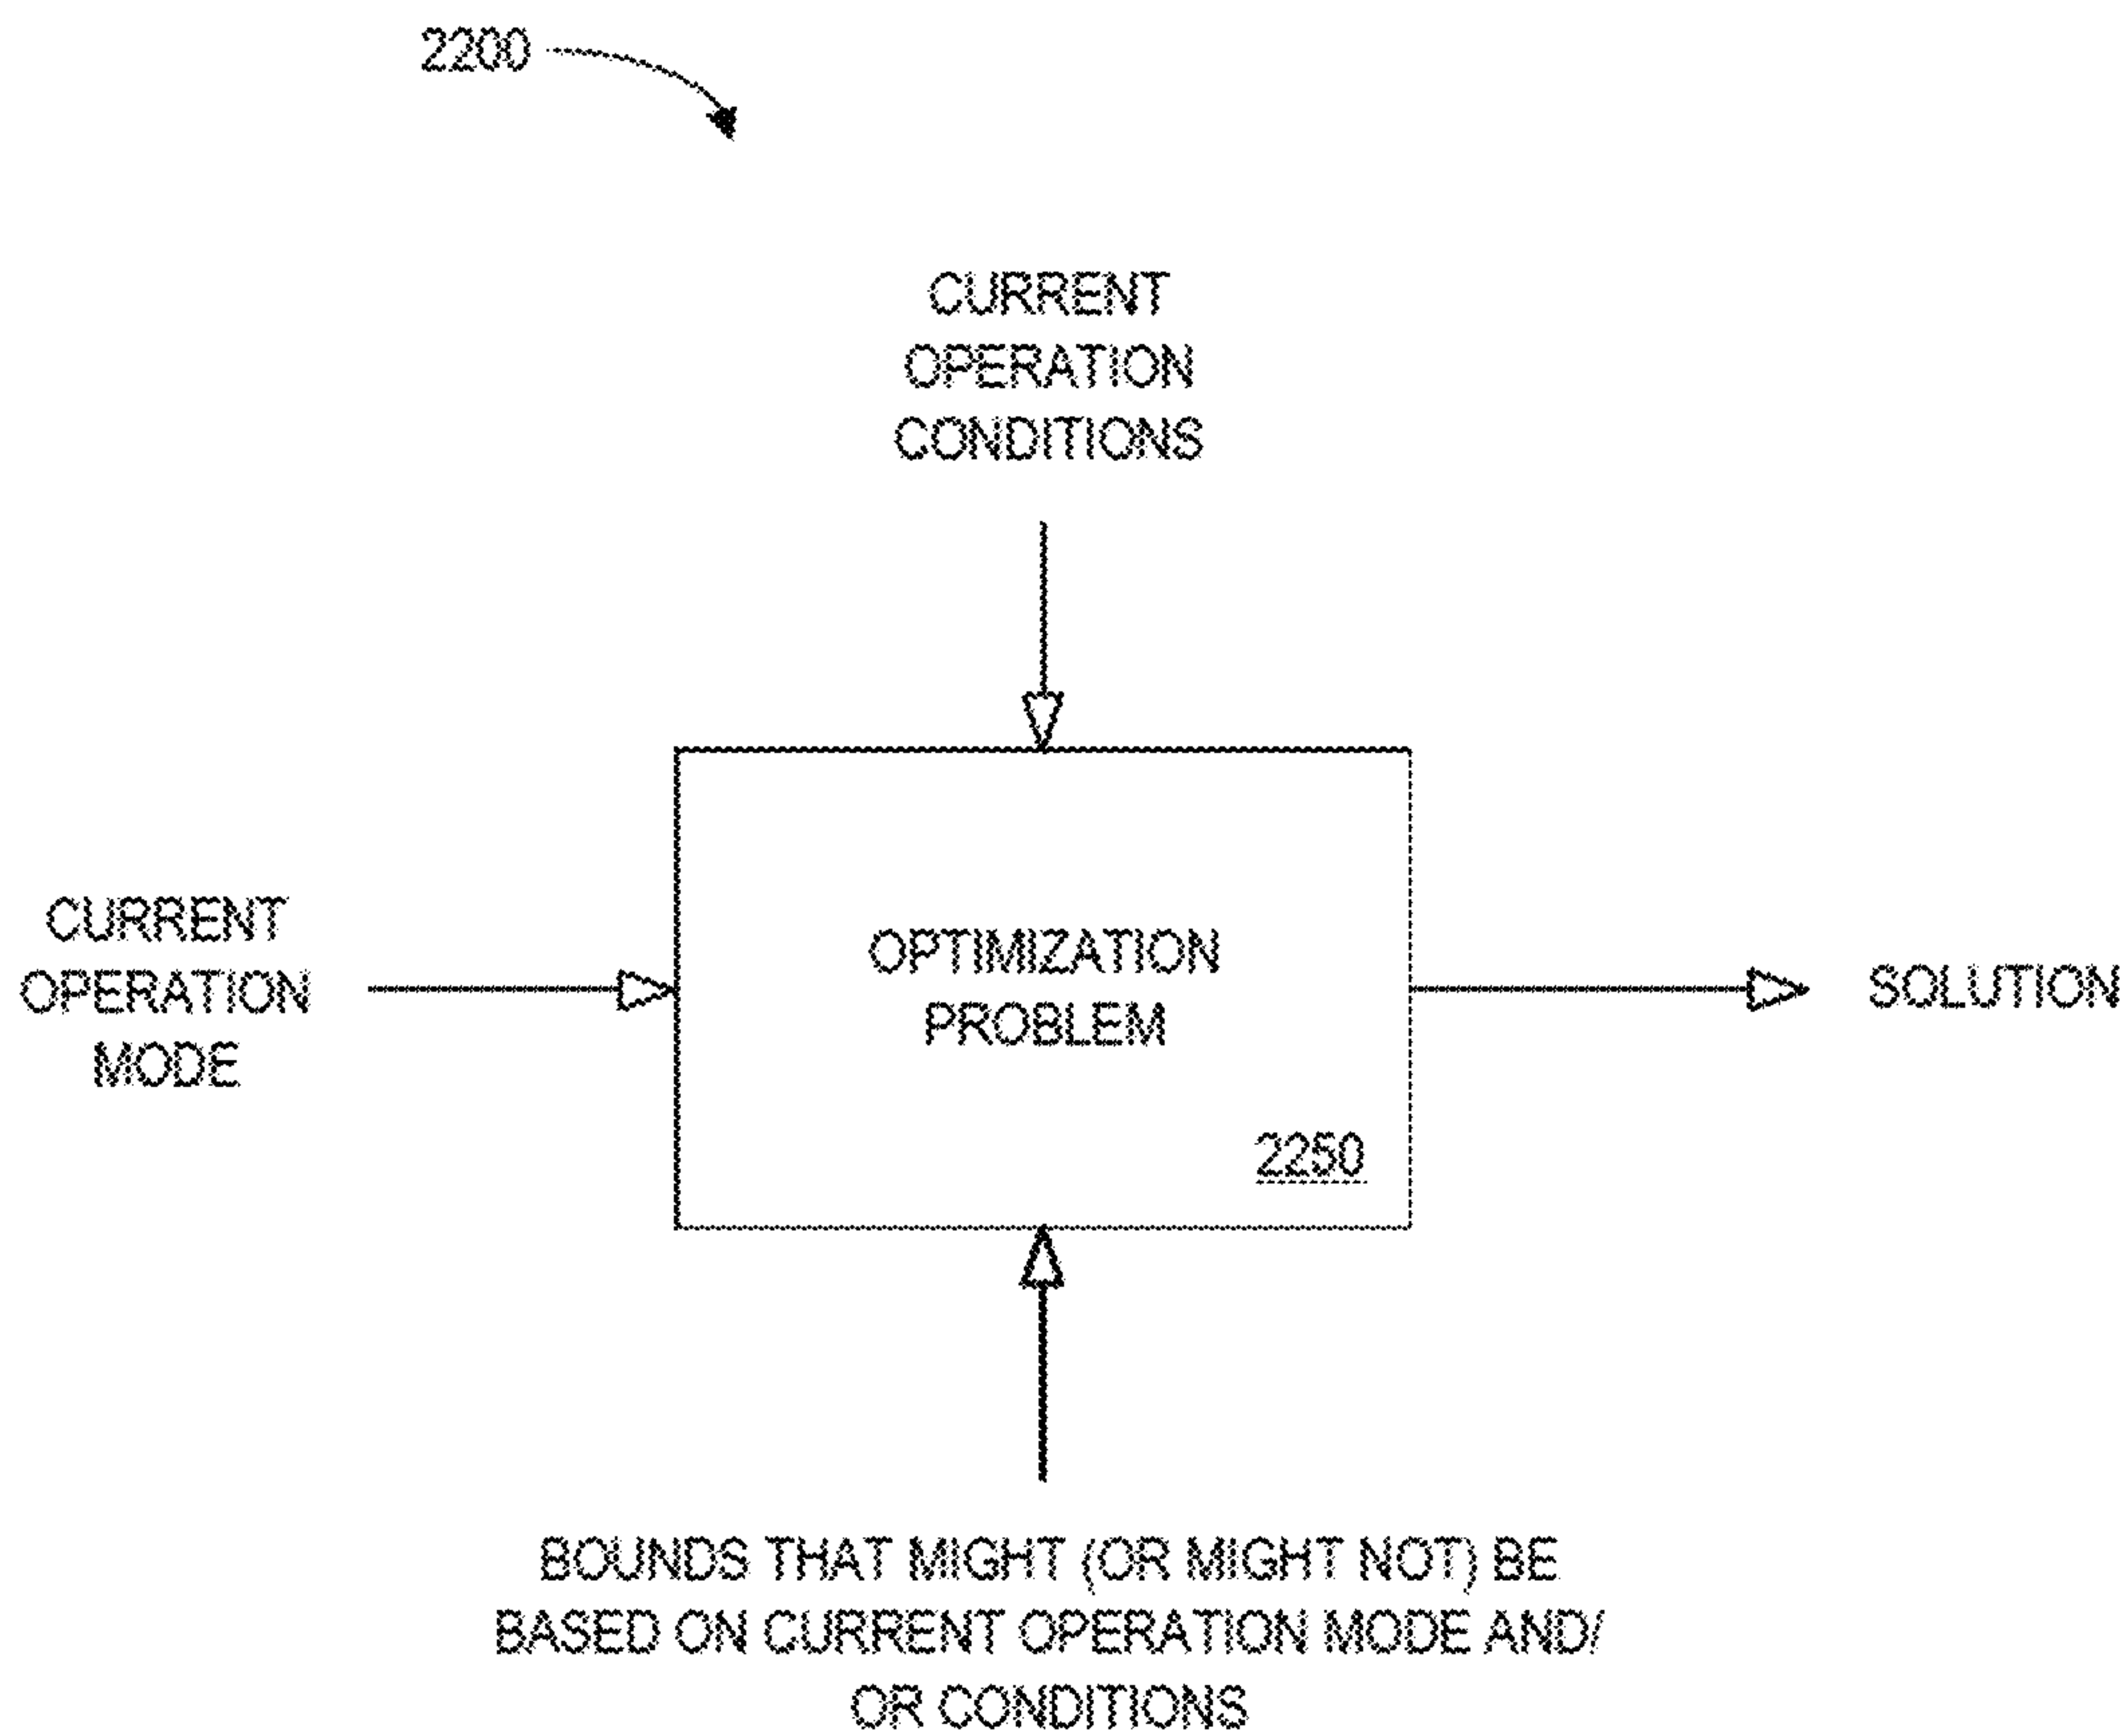 2200
CURRENT
OPERATION
CONDITIONS
CURRENT
OPERATION
MODE
OPTIMIZATION
PROBLEM
2250
SOLUTION
BOUNDS THAT MIGHT (OR MIGHT NOT) BE
BASED ON CURRENT OPERATION MODE AND/
OR CONDITIONS